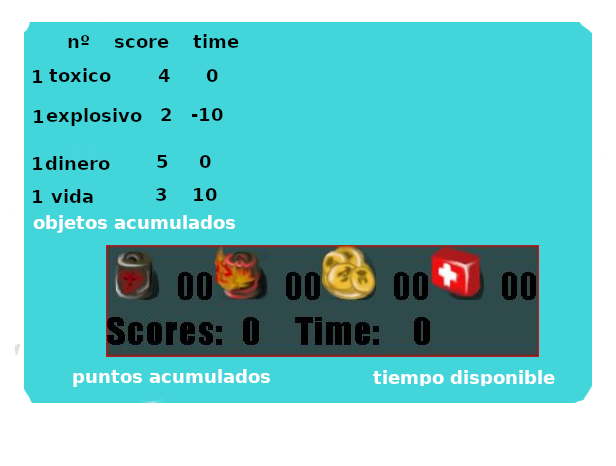 nº score time
1 toxico 4 0
1explosivo 2 -10
1dinero 5 0
1 vida 3 10
objetos acumulados
00 00 00 00
Scores: 0 Time: 0
puntos acumulados tiempo disponible